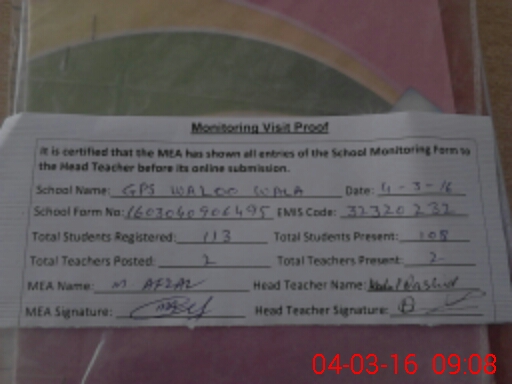 Monitoring Visit Proof
It is certified that the MEA has shown all entries of the School Monitoring Form to
the Head Teacher before its online submission.
School Name: GPS WALOO WALA Date: 4-3-16
School Form No: 1603040906495 EMIS Code: 32320232
Total Students Registered: 113 Total Students Present: 108
Total Teachers Posted: 2 Total Teachers Present: 2
MEA Name: M AFZAL Head Teacher Name: Abdul Rashid
MEA Signature: Head Teacher Signature:
04-03-16 09:08